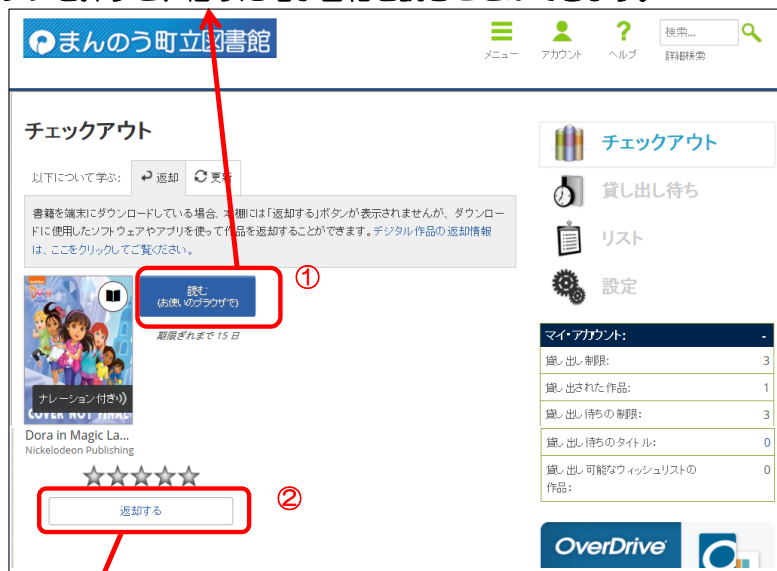 まんのう町立図書館
メニュー
アカウント
ヘルプ
検索...
詳細検索
チェックアウト
以下について学ぶ:
返却
更新
書籍を端末にダウンロードしている場合、本棚には「返却する」ボタンが表示されませんが、ダウンロー
ドに使用したソフトウェアやアプリを使って作品を返却することができます。デジタル作品の返却情報
は、ここをクリックしてご覧ください。
読む
(お使いのブラウザで)
①
期限ぎれまで 15 日
ナレーション付き
COVER NOT FINAL
Dora in Magic La...
Nickelodeon Publishing
返却する
②
チェックアウト
貸し出し待ち
リスト
設定
マイ・アカウント: -
貸し出し制限: 3
貸し出された作品: 1
貸し出し待ちの制限: 3
貸し出し待ちのタイトル: 0
貸し出し可能なウィッシュリストの 0
作品:
OverDrive